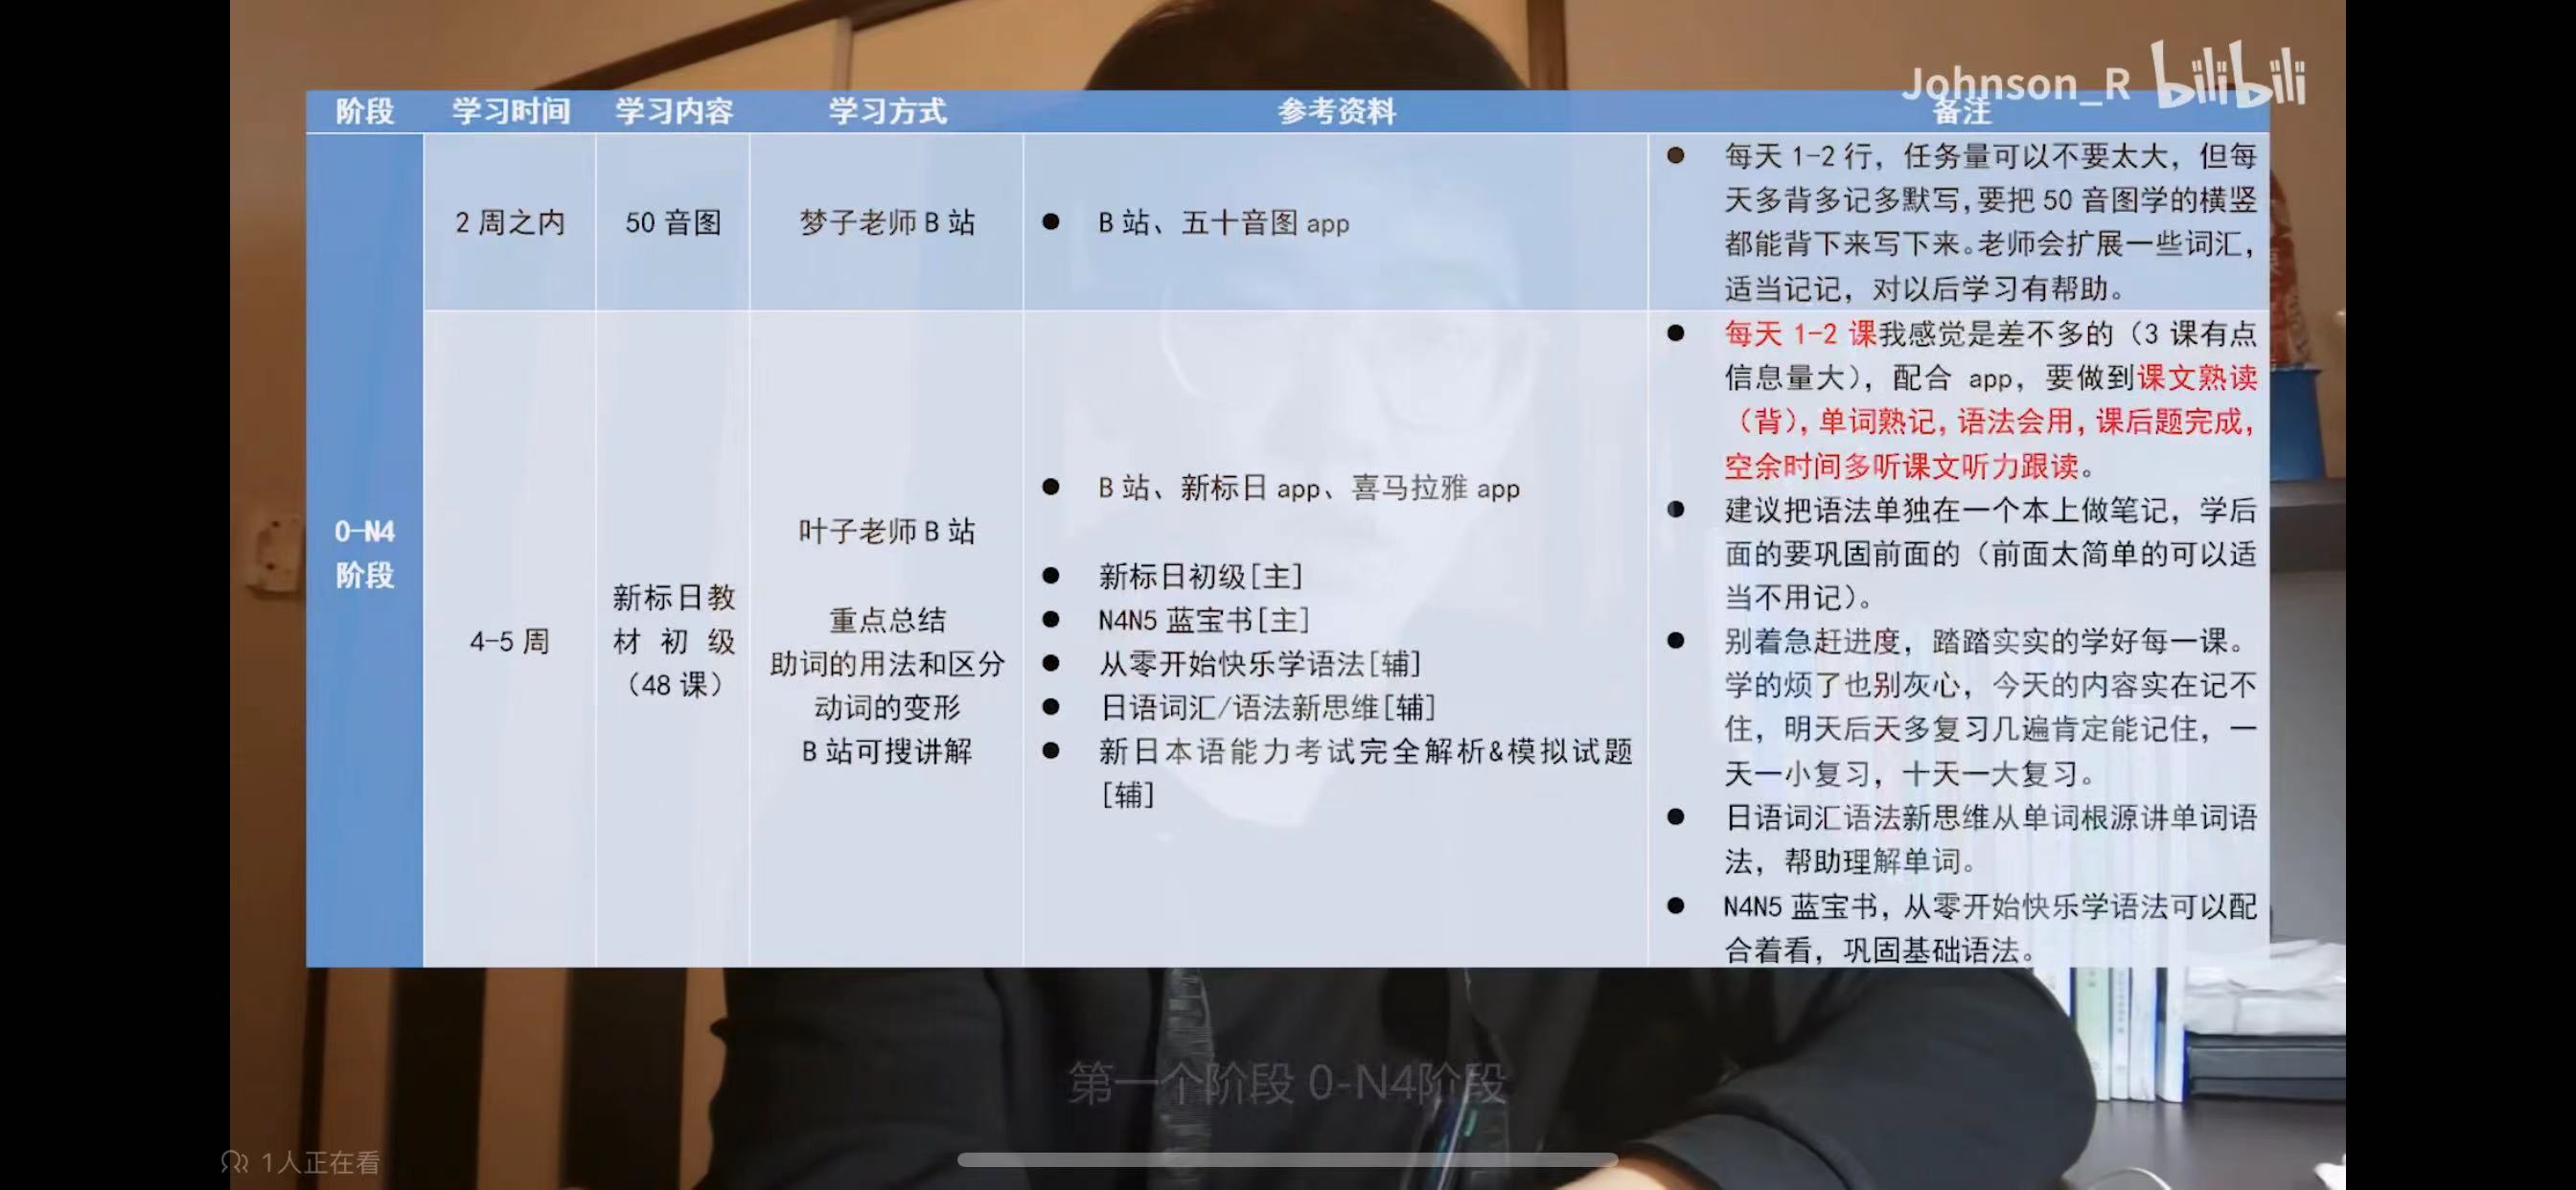 Johnson_R bilibili
阶段 学习时间 学习内容 学习方式 参考资料 备注
0-N4
阶段
2 周之内
50 音图
梦子老师 B 站
● B 站、五十音图 app
● 每天 1-2 行，任务量可以不要太大，但每
天多背多记多默写，要把 50 音图学的横竖
都能背下来写下来。老师会扩展一些词汇，
适当记记，对以后学习有帮助。
4-5 周
新标日教
材 初 级
（48 课）
叶子老师 B 站
重点总结
助词的用法和区分
动词的变形
B 站可搜讲解
● B 站、新标日 app、喜马拉雅 app
● 新标日初级[主]
● N4N5 蓝宝书[主]
● 从零开始快乐学语法[辅]
● 日语词汇/语法新思维[辅]
● 新日本语能力考试完全解析&模拟试题
[辅]
● 每天 1-2 课我感觉是差不多的（3 课有点
信息量大），配合 app，要做到课文熟读
（背），单词熟记，语法会用，课后题完成，
空余时间多听课文听力跟读。
● 建议把语法单独在一个本上做笔记，学后
面的要巩固前面的（前面太简单的可以适
当不用记）。
● 别着急赶进度，踏踏实实的学好每一课。
学的烦了也别灰心，今天的内容实在记不
住，明天后天多复习几遍肯定能记住，一
天一小复习，十天一大复习。
● 日语词汇语法新思维从单词根源讲单词语
法，帮助理解单词。
● N4N5 蓝宝书，从零开始快乐学语法可以配
合着看，巩固基础语法。
第一个阶段 0-N4阶段
1人正在看